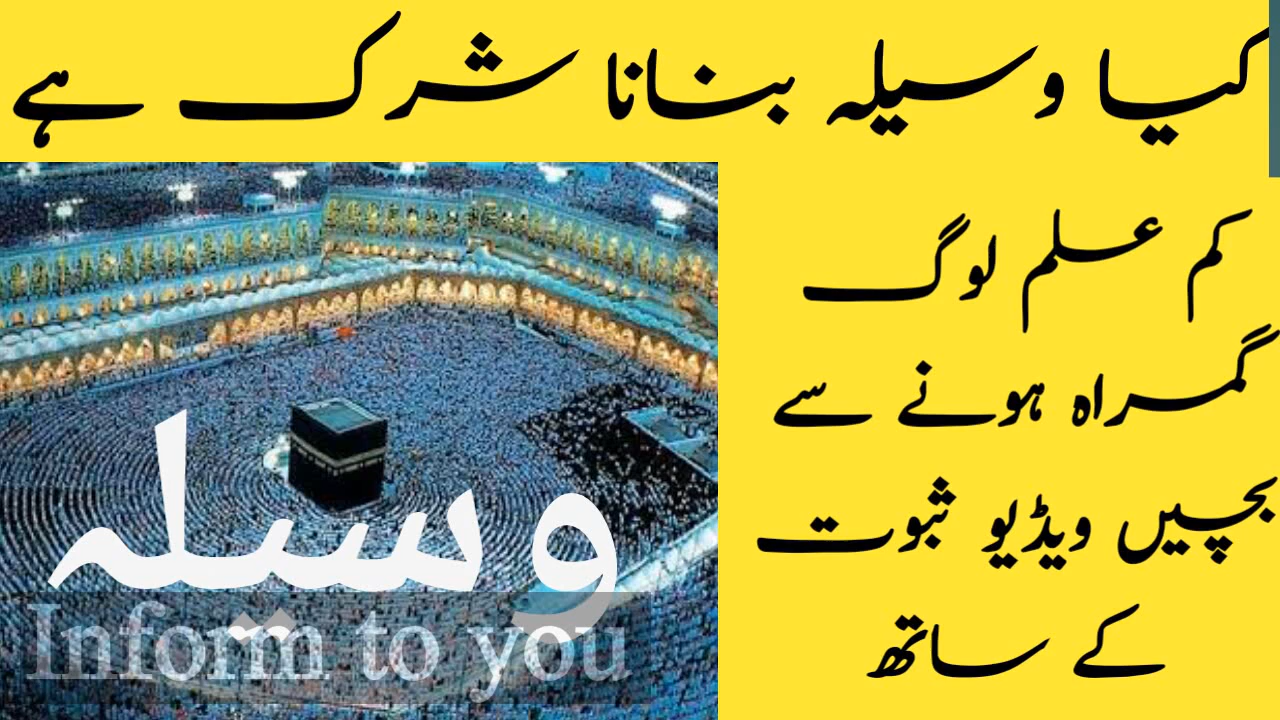 کیا وسیلہ بنانا شرک ہے
کم علم لوگ
گمراہ ہونے سے
بچیں ویڈیو ثبوت
کے ساتھ
وسیلہ
Inform to you